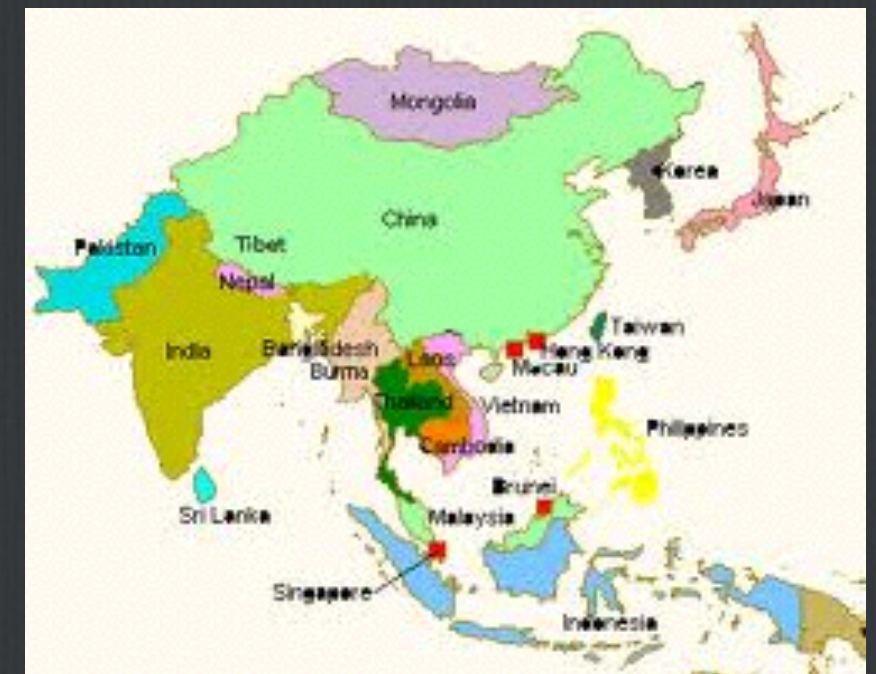 Mongolia
Korea
Japan
China
Tibet
Pakistan
Nepal
Taiwan
India
Bangladesh
Laos
Hong Kong
Macau
Burma
Thailand
Vietnam
Philippines
Cambodia
Brunei
Sri Lanka
Malaysia
Singapore
Indonesia